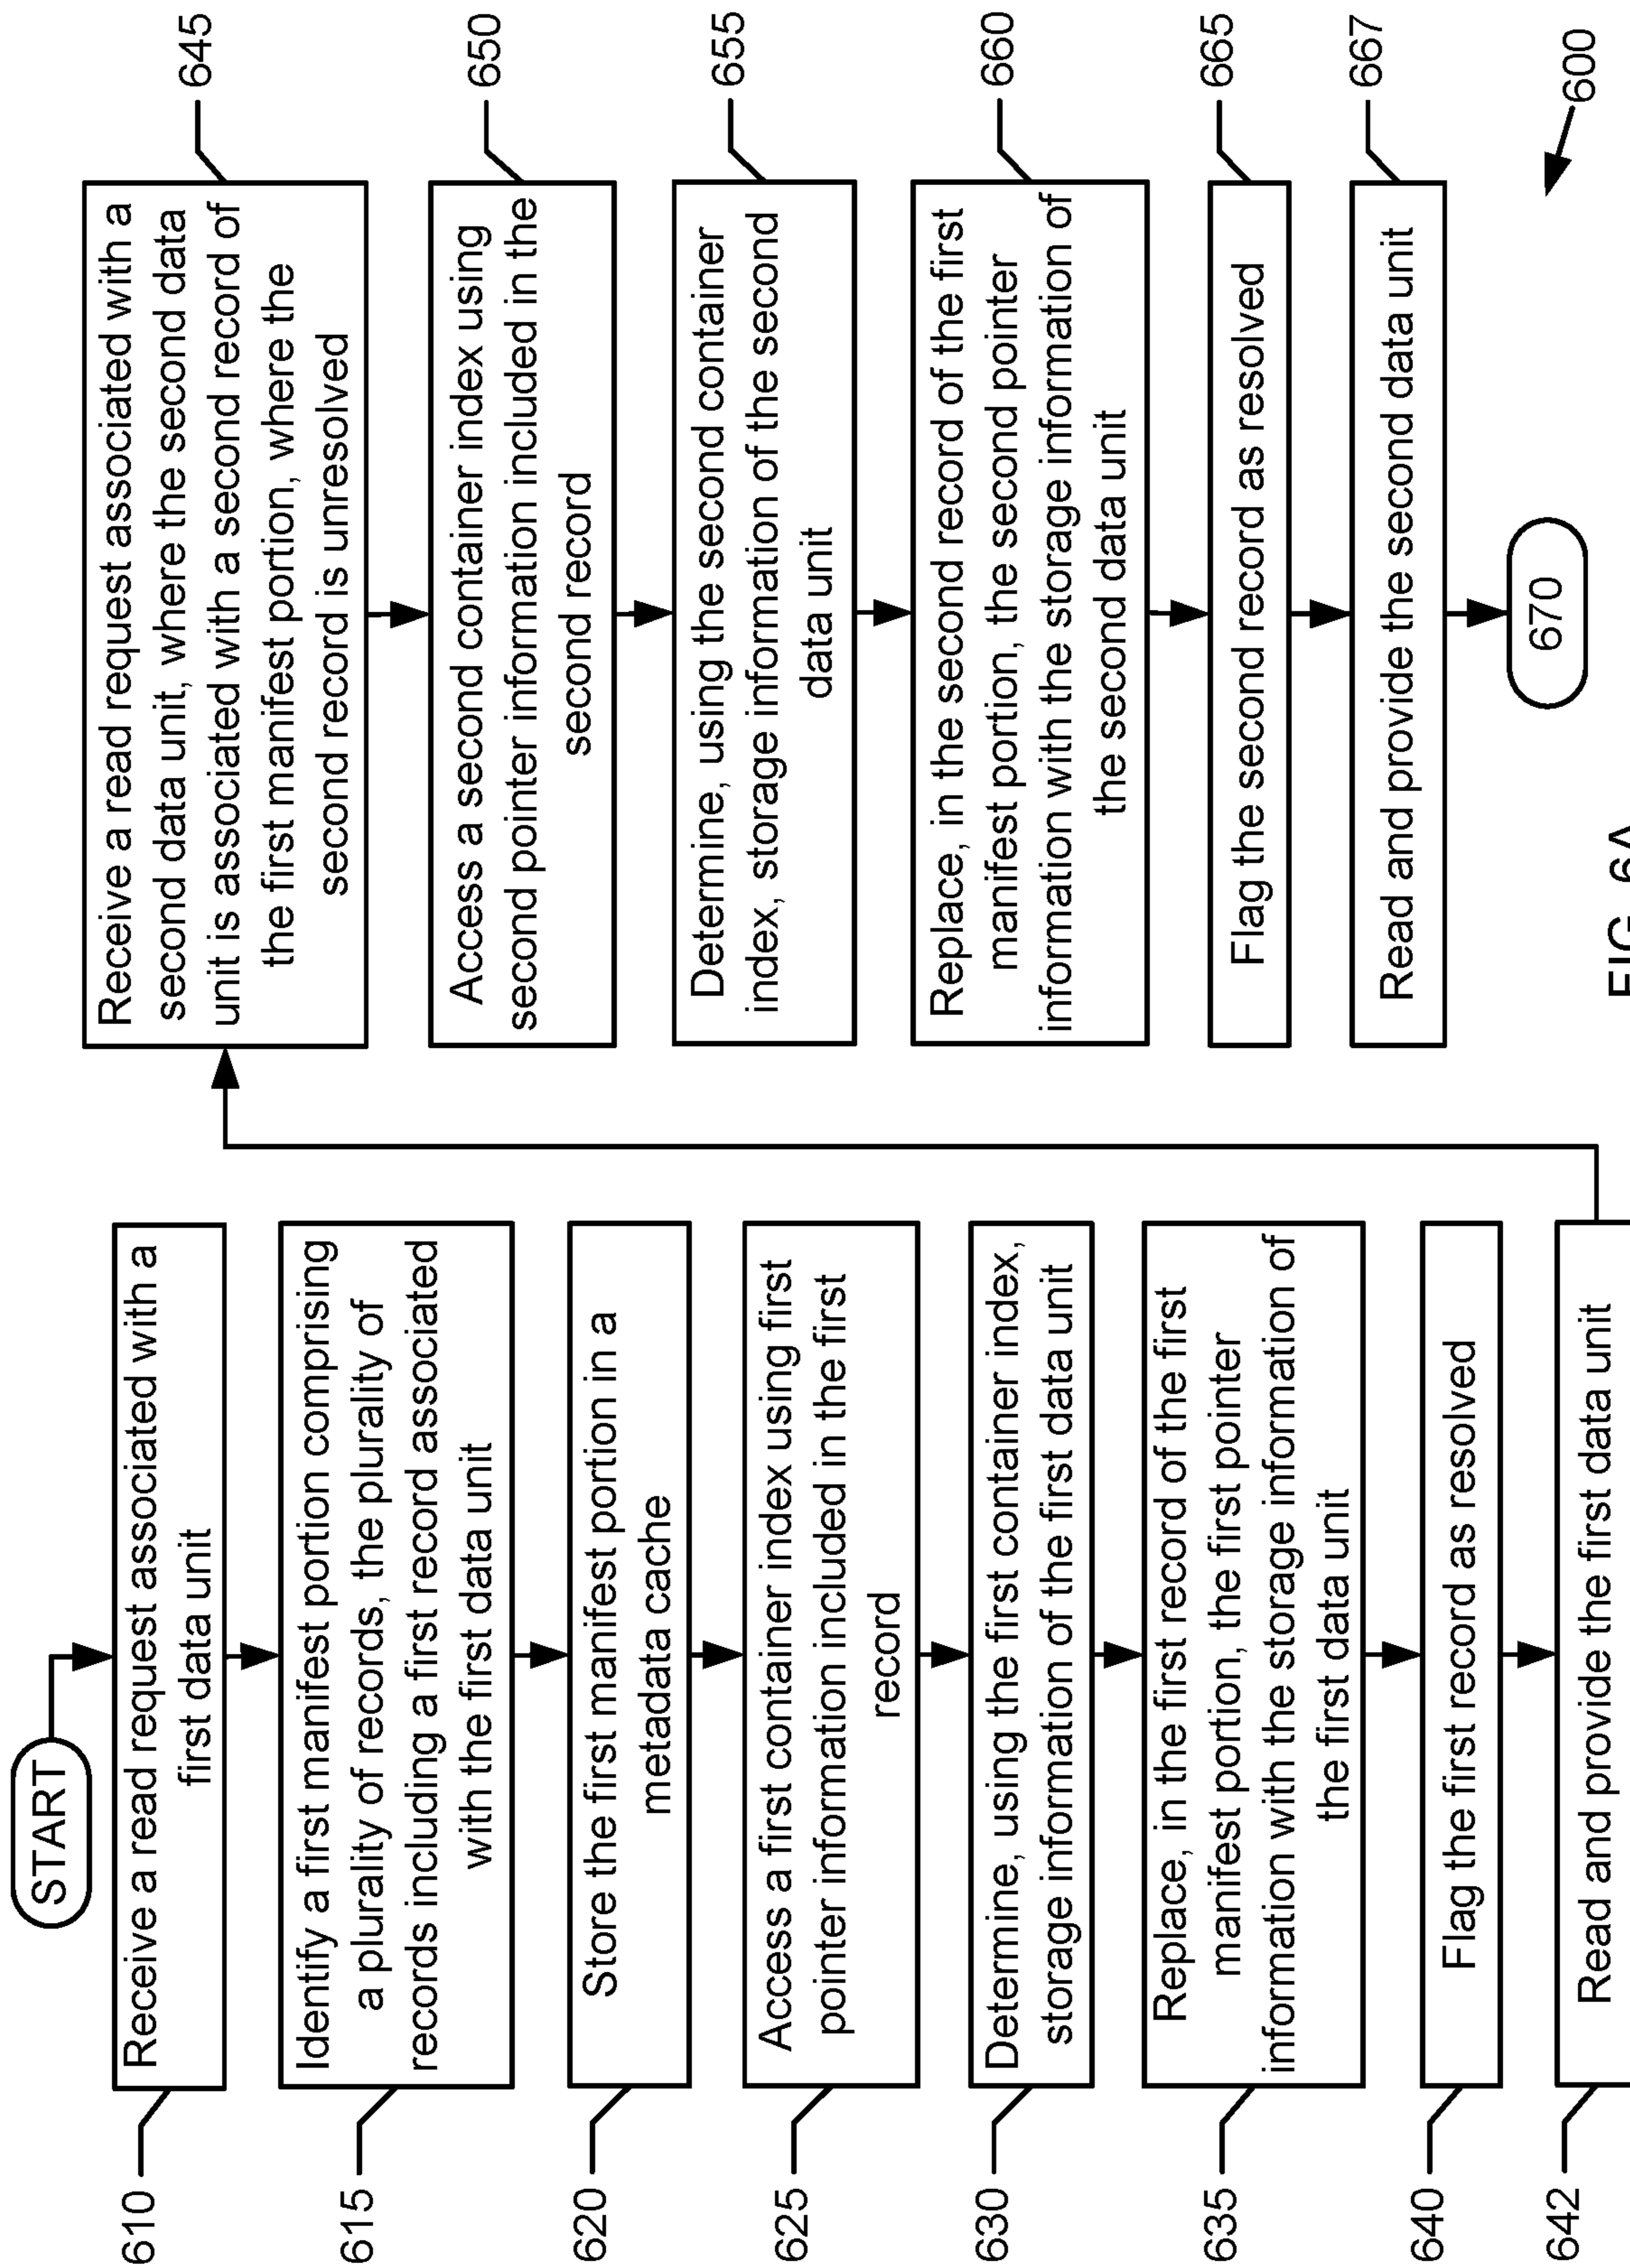 START
610
Receive a read request associated with a
first data unit
615
Identify a first manifest portion comprising
a plurality of records, the plurality of
records including a first record associated
with the first data unit
620
Store the first manifest portion in a
metadata cache
625
Access a first container index using first
pointer information included in the first
record
630
Determine, using the first container index,
storage information of the first data unit
635
Replace, in the first record of the first
manifest portion, the first pointer
information with the storage information of
the first data unit
640
Flag the first record as resolved
642
Read and provide the first data unit
645
Receive a read request associated with a
second data unit, where the second data
unit is associated with a second record of
the first manifest portion, where the
second record is unresolved
650
Access a second container index using
second pointer information included in the
second record
655
Determine, using the second container
index, storage information of the second
data unit
660
Replace, in the second record of the first
manifest portion, the second pointer
information with the storage information of
the second data unit
665
Flag the second record as resolved
667
Read and provide the second data unit
670
600
FIG. 6A